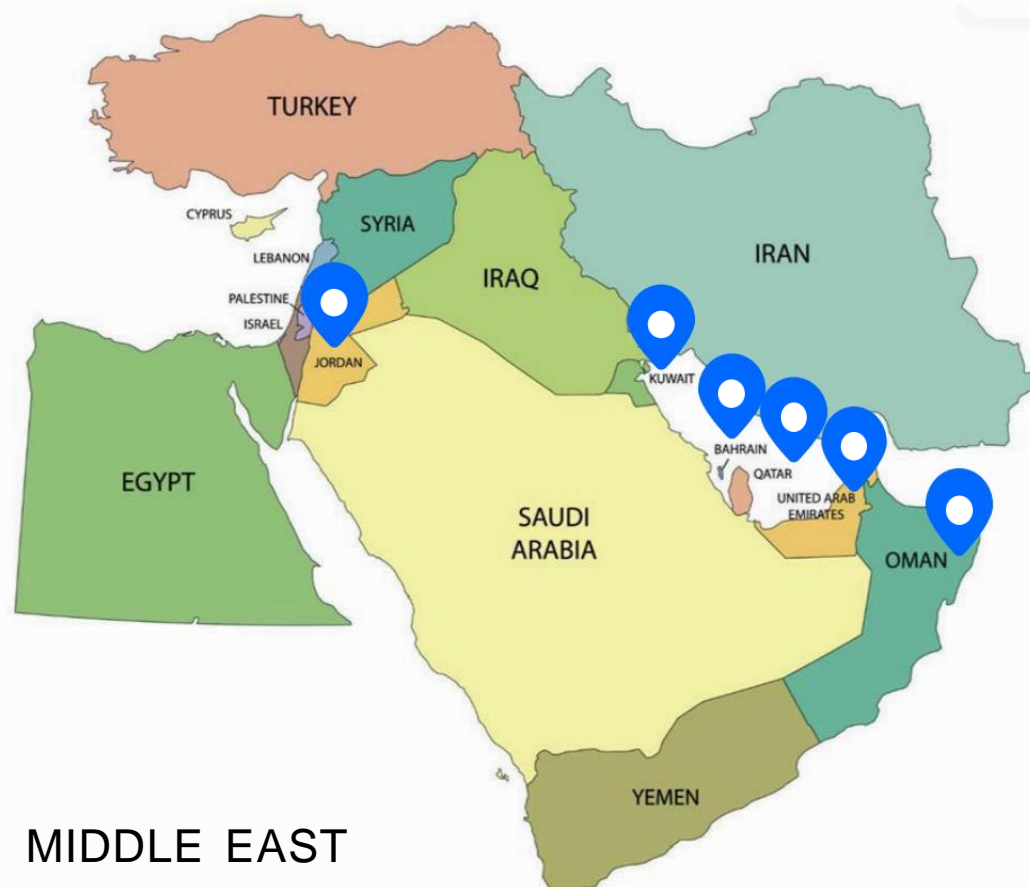 TURKEY
CYPRUS
SYRIA
LEBANON
IRAQ
IRAN
PALESTINE
ISRAEL
JORDAN
KUWAIT
BAHRAIN
QATAR
EGYPT
UNITED ARAB
EMIRATES
SAUDI
ARABIA
OMAN
YEMEN
MIDDLE EAST